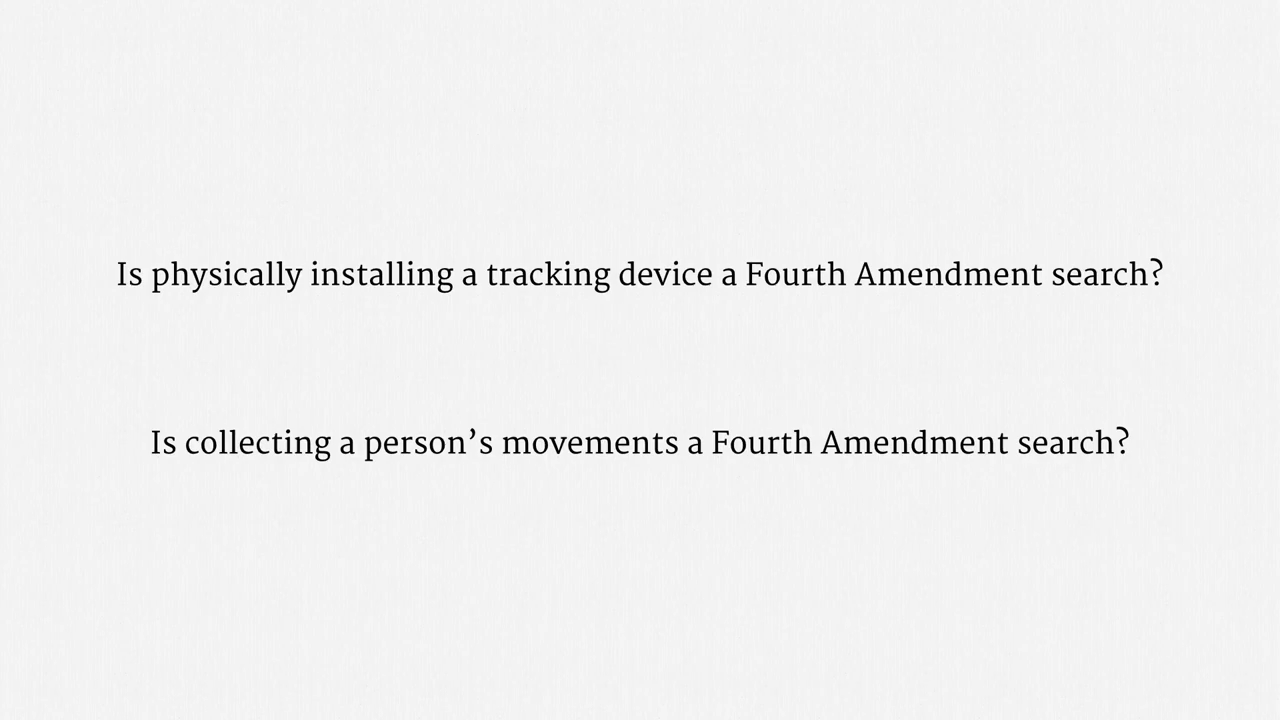 Is physically installing a tracking device a Fourth Amendment search?
Is collecting a person’s movements a Fourth Amendment search?